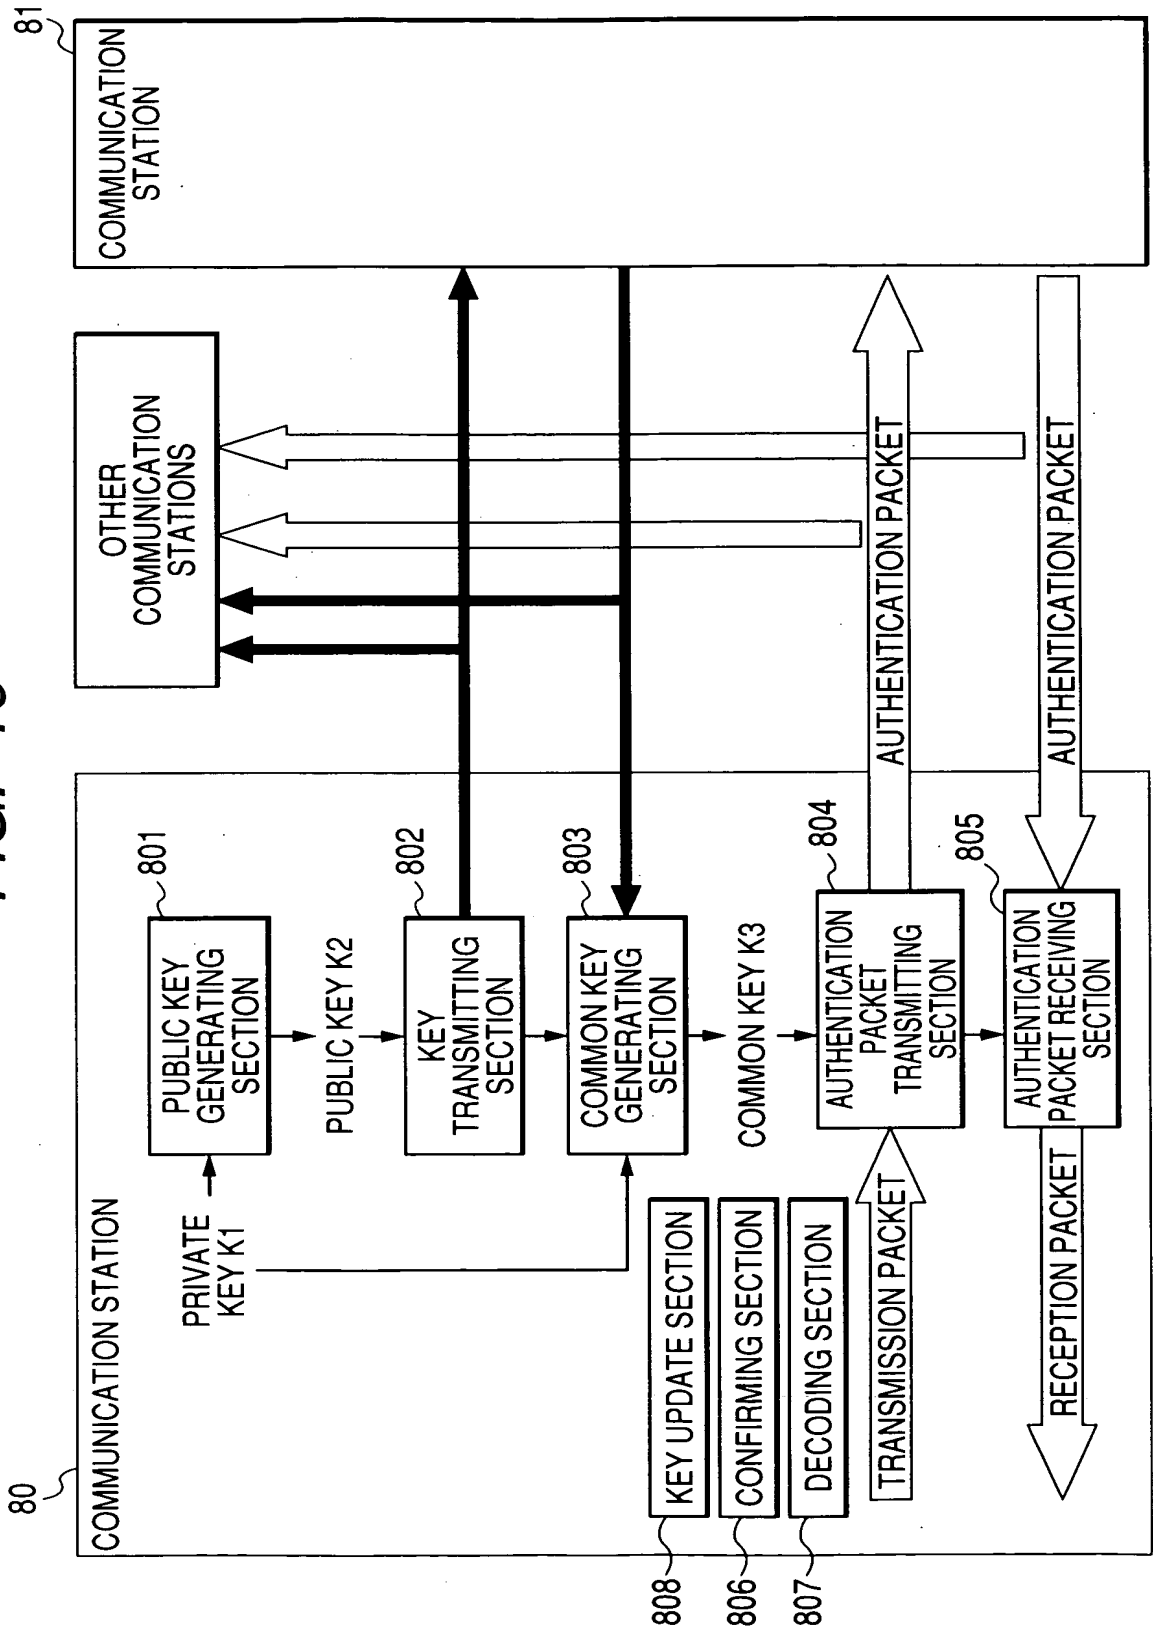 FIG.
80
COMMUNICATION STATION
PRIVATE
KEY K1
PUBLIC KEY
GENERATING
SECTION
801
PUBLIC KEY K2
KEY
TRANSMITTTING
SECTION
802
COMMON KEY
GENERATING
SECTION
803
COMMON KEY K3
808
KEY UPDATE SECTION
806
CONFIRMING SECTION
807
DECODING SECTION
TRANSMISSION PACKET
AUTHENTICATION
PACKET
TRANSMITTING
SECTION
804
AUTHENTICATION PACKET
RECEPTION PACKET
AUTHENTICATION
PACKET RECEIVING
SECTION
805
AUTHENTICATION PACKET
OTHER
COMMUNICATION
STATIONS
COMMUNICATION
STATION
81